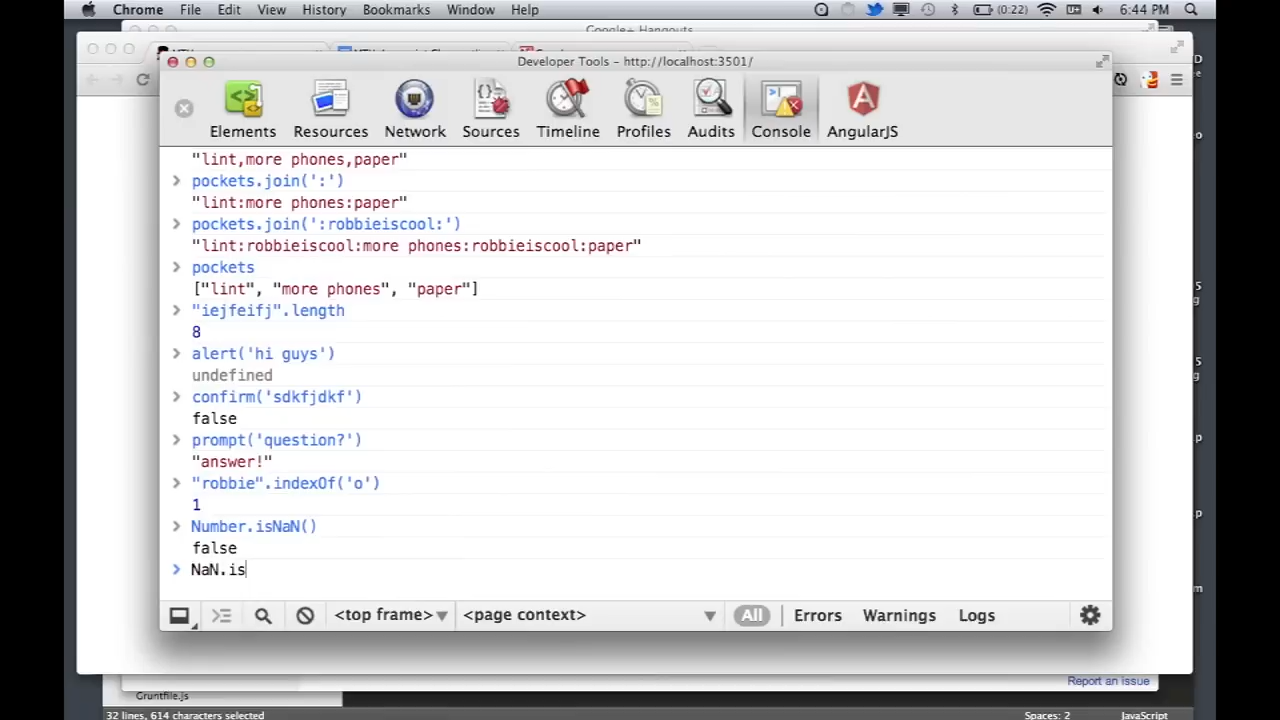 Chrome File Edit View History Bookmarks Window Help (0:22) 6:44 PM
Google+ Hangouts
Developer Tools - http://localhost:3501/
Elements Resources Network Sources Timeline Profiles Audits Console AngularJS
"lint,more phones,paper"
> pockets.join(':')
"lint:more phones:paper"
> pockets.join(':robbieiscool:')
"lint:robbieiscool:more phones:robbieiscool:paper"
> pockets
["lint", "more phones", "paper"]
> "iejfeifj".length
8
> alert('hi guys')
undefined
> confirm('sdkfjdkf')
false
> prompt('question?')
"answer!"
> "robbie".indexOf('o')
1
> Number.isNaN()
false
> NaN.is
<top frame> <page context> All Errors Warnings Logs
Report an issue
Gruntfile.js
32 lines, 614 characters selected Spaces: 2 JavaScript